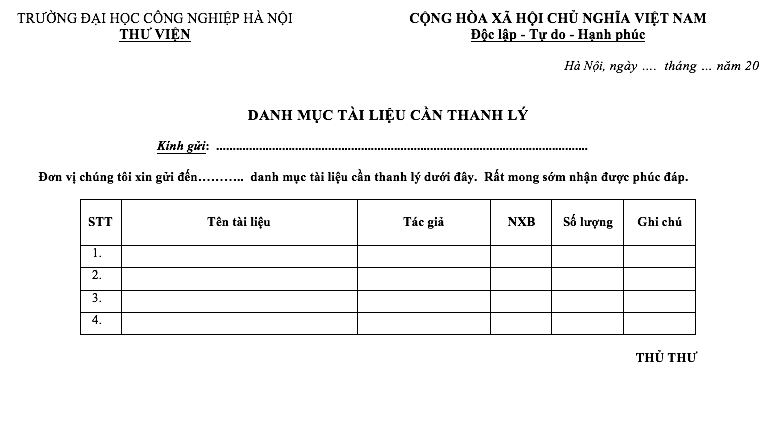 TRƯỜNG ĐẠI HỌC CÔNG NGHIỆP HÀ NỘI
THƯ VIỆN
CỘNG HÒA XÃ HỘI CHỦ NGHĨA VIỆT NAM
Độc lập - Tự do - Hạnh phúc
Hà Nội, ngày .... tháng ... năm 20
DANH MỤC TÀI LIỆU CẦN THANH LÝ
Kính gửi: ................................................................................................................
Đơn vị chúng tôi xin gửi đến……….. danh mục tài liệu cần thanh lý dưới đây. Rất mong sớm nhận được phúc đáp.
STT Tên tài liệu Tác giả NXB Số lượng Ghi chú
1.
2.
3.
4.
THỦ THƯ